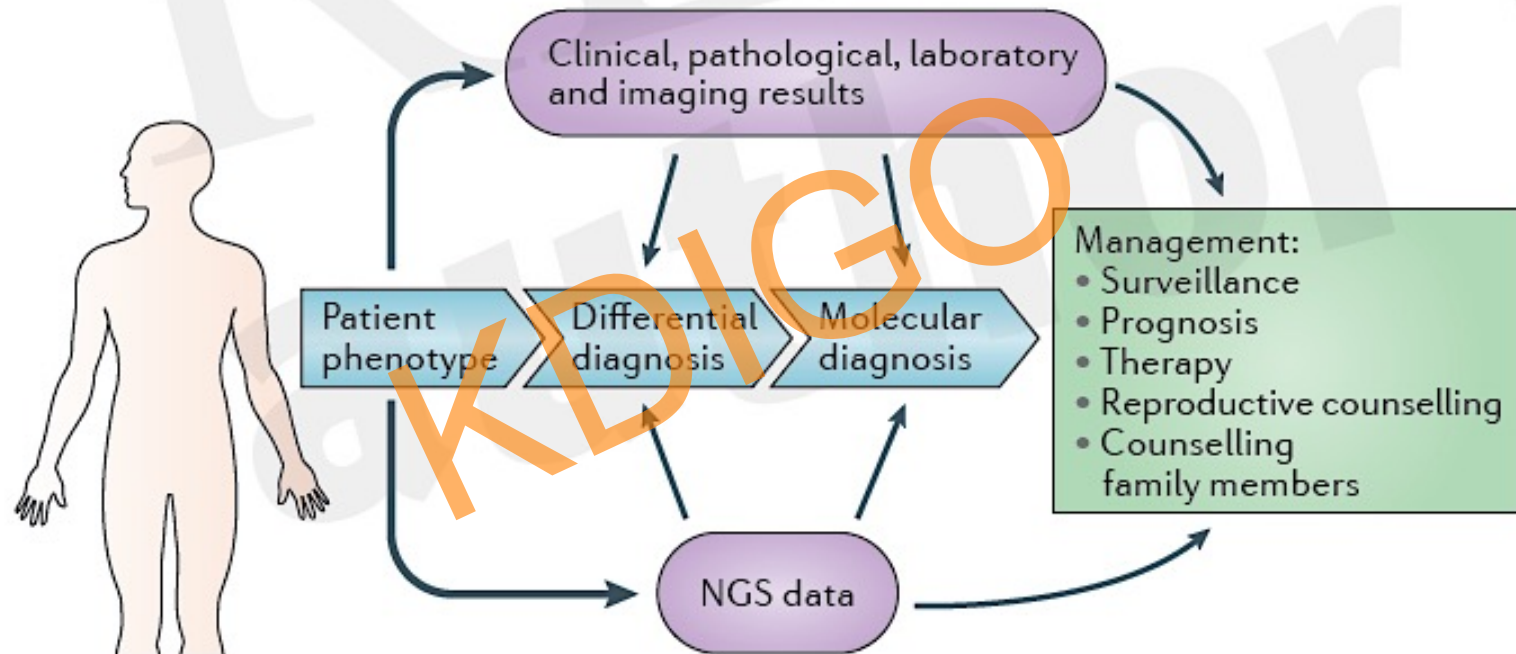 Clinical, pathological, laboratory
and imaging results
Patient
phenotype
Differential
diagnosis
Molecular
diagnosis
Management:
• Surveillance
• Prognosis
• Therapy
• Reproductive counselling
• Counselling
family members
NGS data
KDIGO
author